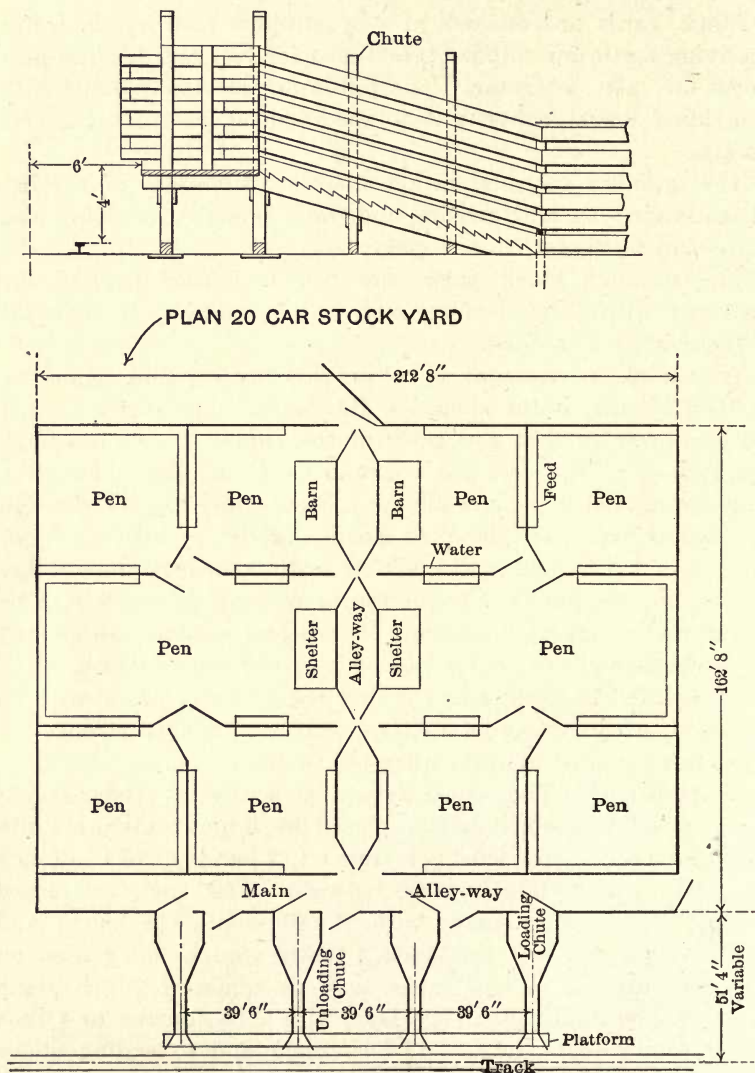 Chute
6'
4'
PLAN 20 CAR STOCK YARD
212'8"
Pen Pen Barn Barn Pen Feed Pen
Water
Pen Shelter Alley-way Shelter Pen
162'8"
Pen Pen Pen Pen
Main Alley-way
Loading Chute
Unloading Chute
39'6" 39'6" 39'6"
51'4" Variable
Platform
Track